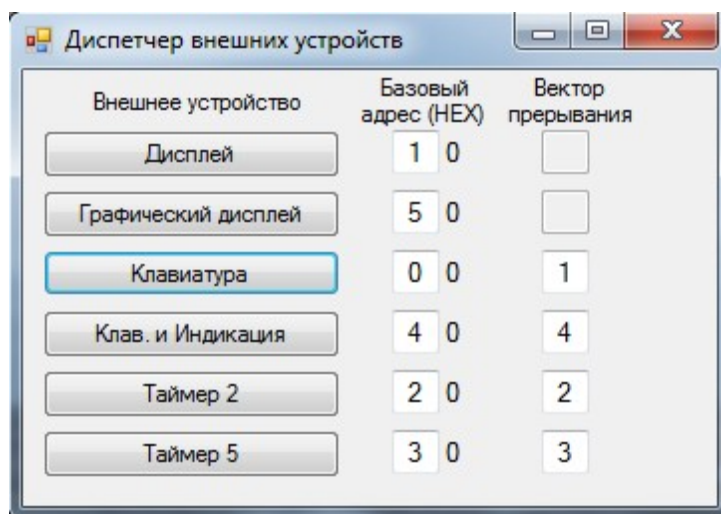 Диспетчер внешних устройств
Внешнее устройство Базовый адрес (HEX) Вектор прерывания
Дисплей 1 0
Графический дисплей 5 0
Клавиатура 0 0 1
Клав. и Индикация 4 0 4
Таймер 2 2 0 2
Таймер 5 3 0 3